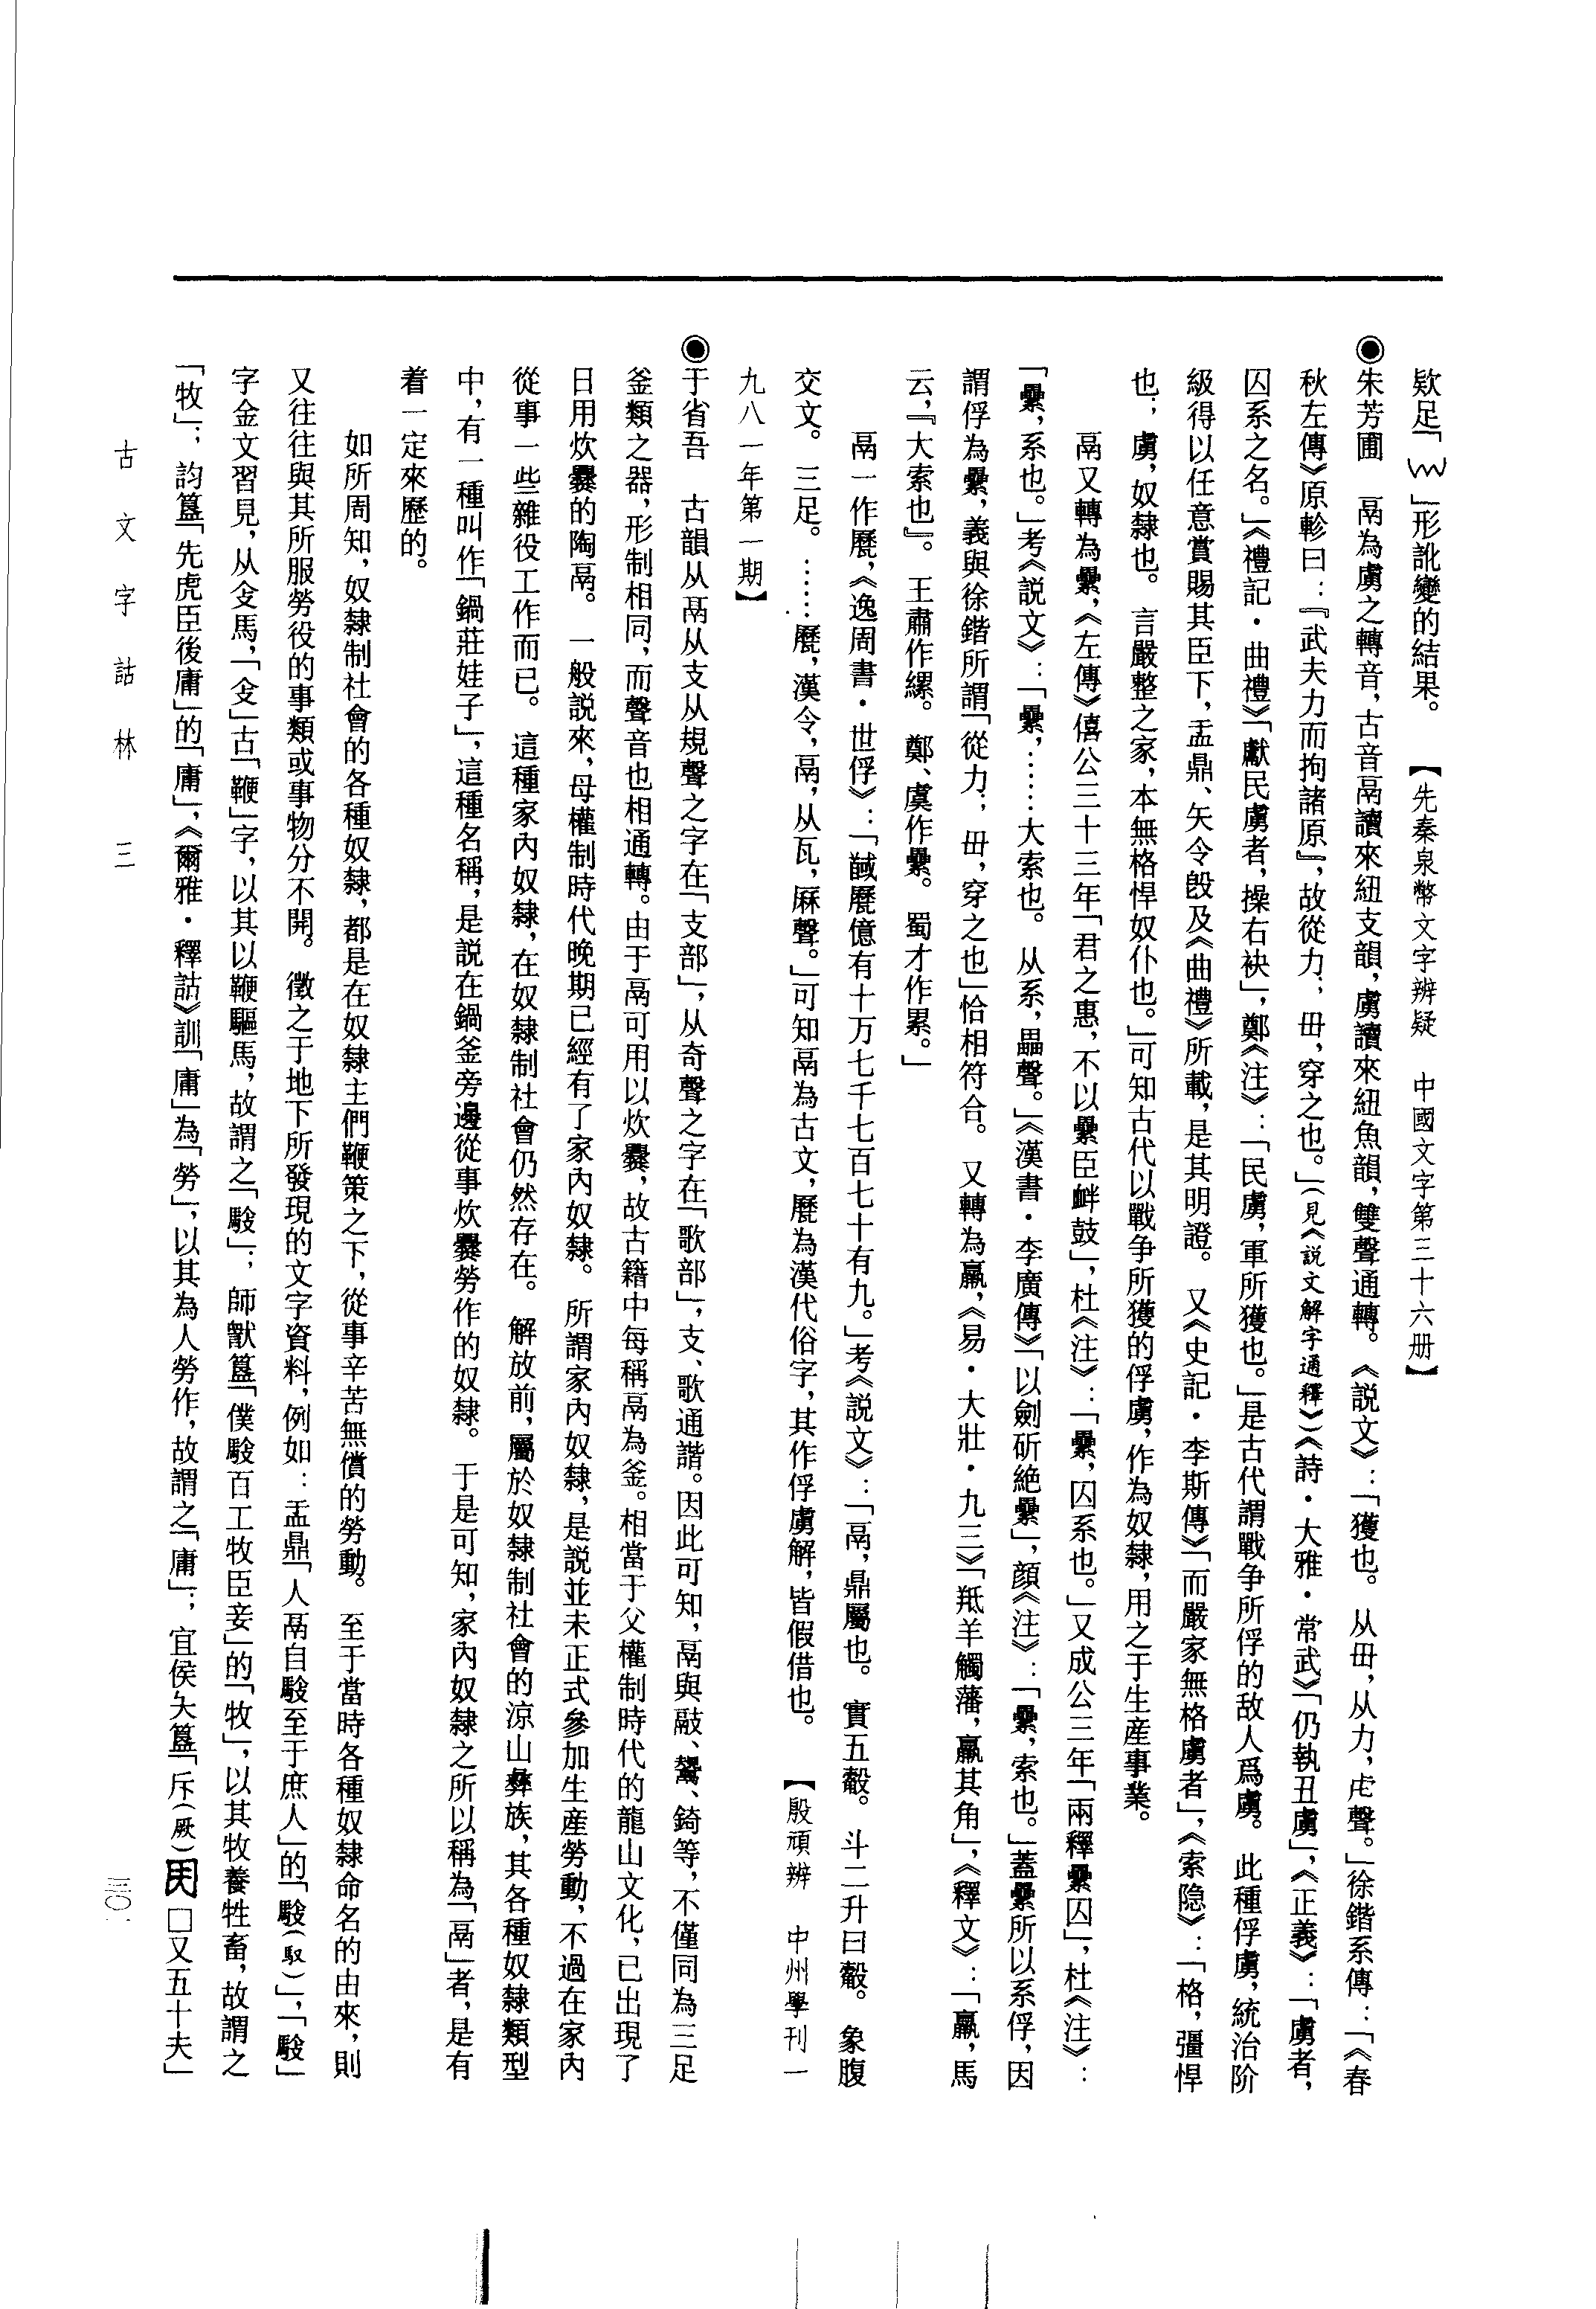 欵足「」形訛變的結果。　【先秦泉幣文字辨疑　中國文字第三十六册】
◉朱芳圃　鬲為虜之轉音，古音鬲讀來紐支韻，虜讀來紐魚韻，雙聲通轉。《說文》：「獲也。从毌，从力，虍聲。」徐鍇系傳：「《春
秋左傳》原軫曰：『武夫力而拘諸原』，故從力；毌，穿之也。」（見《説文解字通釋》）《詩・大雅・常武》「仍執丑虜」，《正義》：「虜者，
囚系之名。」《禮記・曲禮》「獻民虜者，操右袂」，鄭《注》：「民虜，軍所獲也。」是古代謂戰争所俘的敌人爲虜。此種俘虜，統治阶
級得以任意賞賜其臣下，盂鼎、矢令𣪘及《曲禮》所載，是其明證。又《史記・李斯傳》「而嚴家無格虜者」，《索隐》：「格，彊悍
也；虜，奴隸也。言嚴整之家，本無格悍奴仆也。」可知古代以戰争所獲的俘虜，作為奴隸，用之于生産事業。
鬲又轉為纍，《左傳》僖公三十三年「君之惠，不以纍臣衅鼓」，杜《注》：「纍，囚系也。」又成公三年「兩釋纍囚」，杜《注》：
「纍，系也。」考《説文》：「纍，……大索也。从系，畾聲。」《漢書・李廣傳》「以劍斫絶纍」，顔《注》：「纍，索也。」蓋纍所以系俘，因
謂俘為纍，義與徐鍇所謂「從力；毌，穿之也」恰相符合。又轉為羸，《易・大壯・九三》「羝羊觸藩，羸其角」，《釋文》：「羸，馬
云，『大索也』。王肅作縲。鄭、虞作纍。蜀才作累。」
鬲一作㽁，《逸周書・世俘》：「馘㽁億有十万七千七百七十有九。」考《説文》：「鬲，鼎屬也。實五觳。斗二升曰觳。象腹
交文。三足。……㽁，漢令，鬲，从瓦，厤聲。」可知鬲為古文，㽁為漢代俗字，其作俘虜解，皆假借也。　【殷頑辨　中州學刊一
九八一年第一期】
◉于省吾　古韻从鬲从支从規聲之字在「支部」，从奇聲之字在「歌部」，支、歌通諧。因此可知，鬲與敲、鬶、錡等，不僅同為三足
釜類之器，形制相同，而聲音也相通轉。由于鬲可用以炊爨，故古籍中每稱鬲為釜。相當于父權制時代的龍山文化，已出現了
日用炊爨的陶鬲。一般説來，母權制時代晚期已經有了家内奴隸。所謂家内奴隸，是説並未正式參加生産勞動，不過在家内
從事一些雜役工作而已。這種家内奴隸，在奴隸制社會仍然存在。解放前，屬於奴隸制社會的涼山彝族，其各種奴隸類型
中，有一種叫作「鍋莊娃子」，這種名稱，是説在鍋釜旁邊從事炊爨勞作的奴隸。于是可知，家内奴隸之所以稱為「鬲」者，是有
着一定來歷的。
如所周知，奴隸制社會的各種奴隸，都是在奴隸主們鞭策之下，從事辛苦無償的勞動。至于當時各種奴隸命名的由來，則
又往往與其所服勞役的事類或事物分不開。徵之于地下所發現的文字資料，例如：盂鼎「人鬲自駿至于庶人」的「駿（馭）」，「駿」
字金文習見，从㕜馬，「㕜」古「鞭」字，以其以鞭驅馬，故謂之「駿」；師㝬簋「僕駿百工牧臣妾」的「牧」，以其牧養牲畜，故謂之
「牧」；訇簋「先虎臣後庸」的「庸」，《爾雅・釋詁》訓「庸」為「勞」，以其為人勞作，故謂之「庸」；宜侯夨簋「斥（厥）□又五十夫」
古文字詁林　三
三〇一